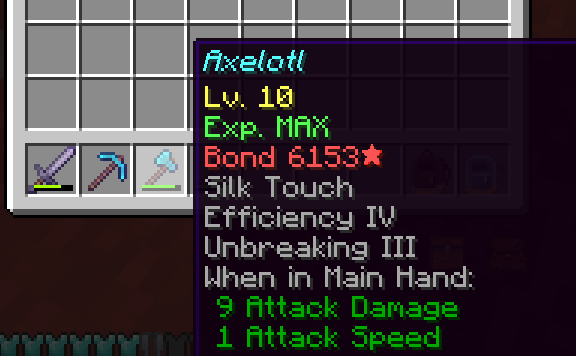 Axelotl
Lv. 10
Exp. MAX
Bond 6153★
Silk Touch
Efficiency IV
Unbreaking III
When in Main Hand:
9 Attack Damage
1 Attack Speed